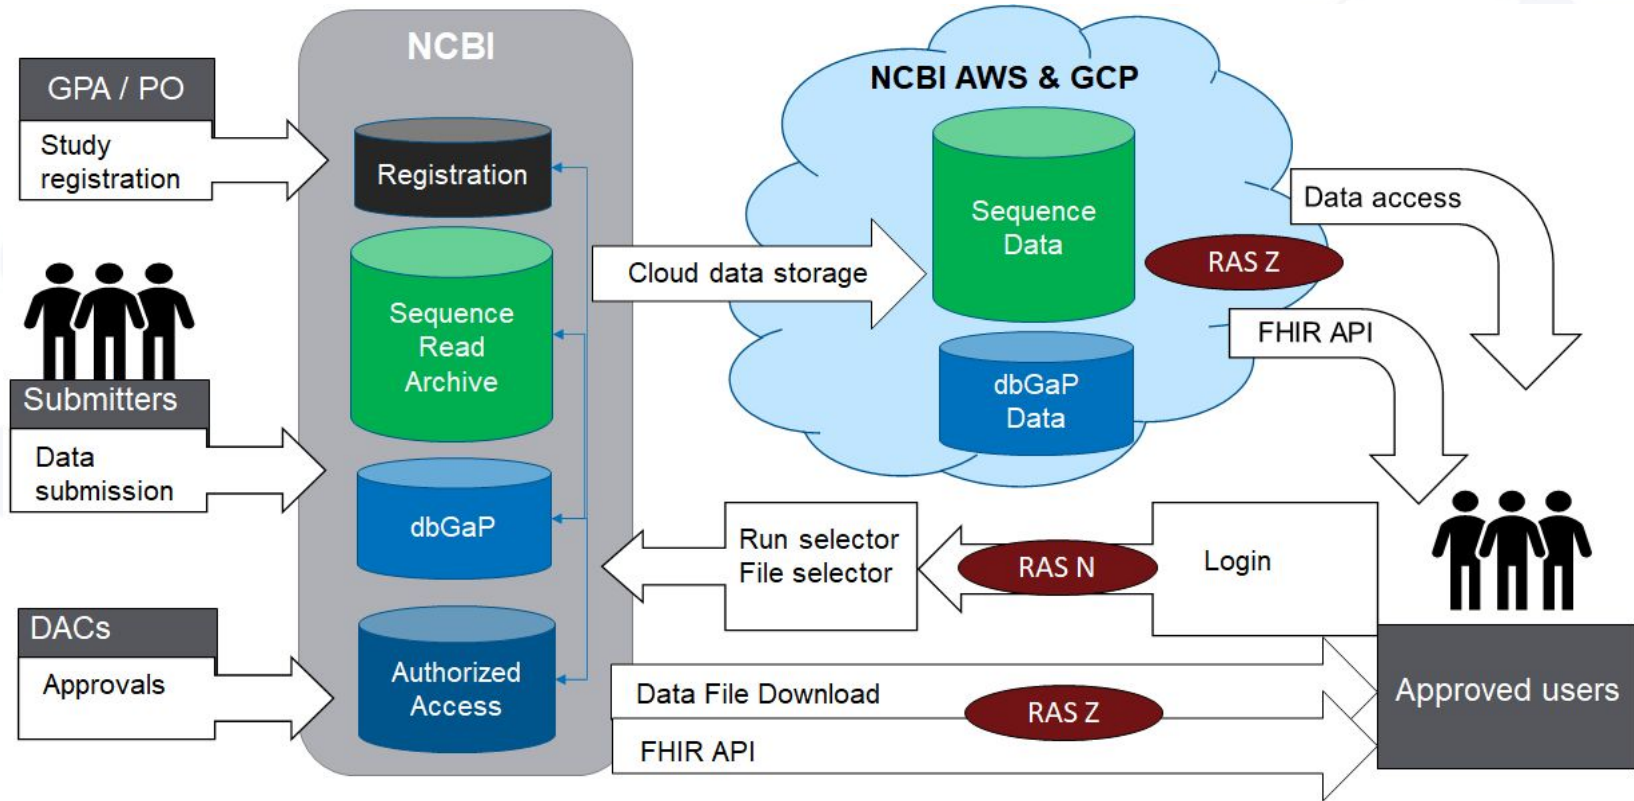 NCBI
GPA / PO
Study
registration
Registration
Sequence
Read
Archive
Submitters
Data
submission
dbGaP
DACs
Approvals
Authorized
Access
Cloud data storage
NCBI AWS & GCP
Sequence
Data
RAS Z
dbGaP
Data
Data access
FHIR API
Run selector
File selector
RAS N
Login
Data File Download
RAS Z
FHIR API
Approved users